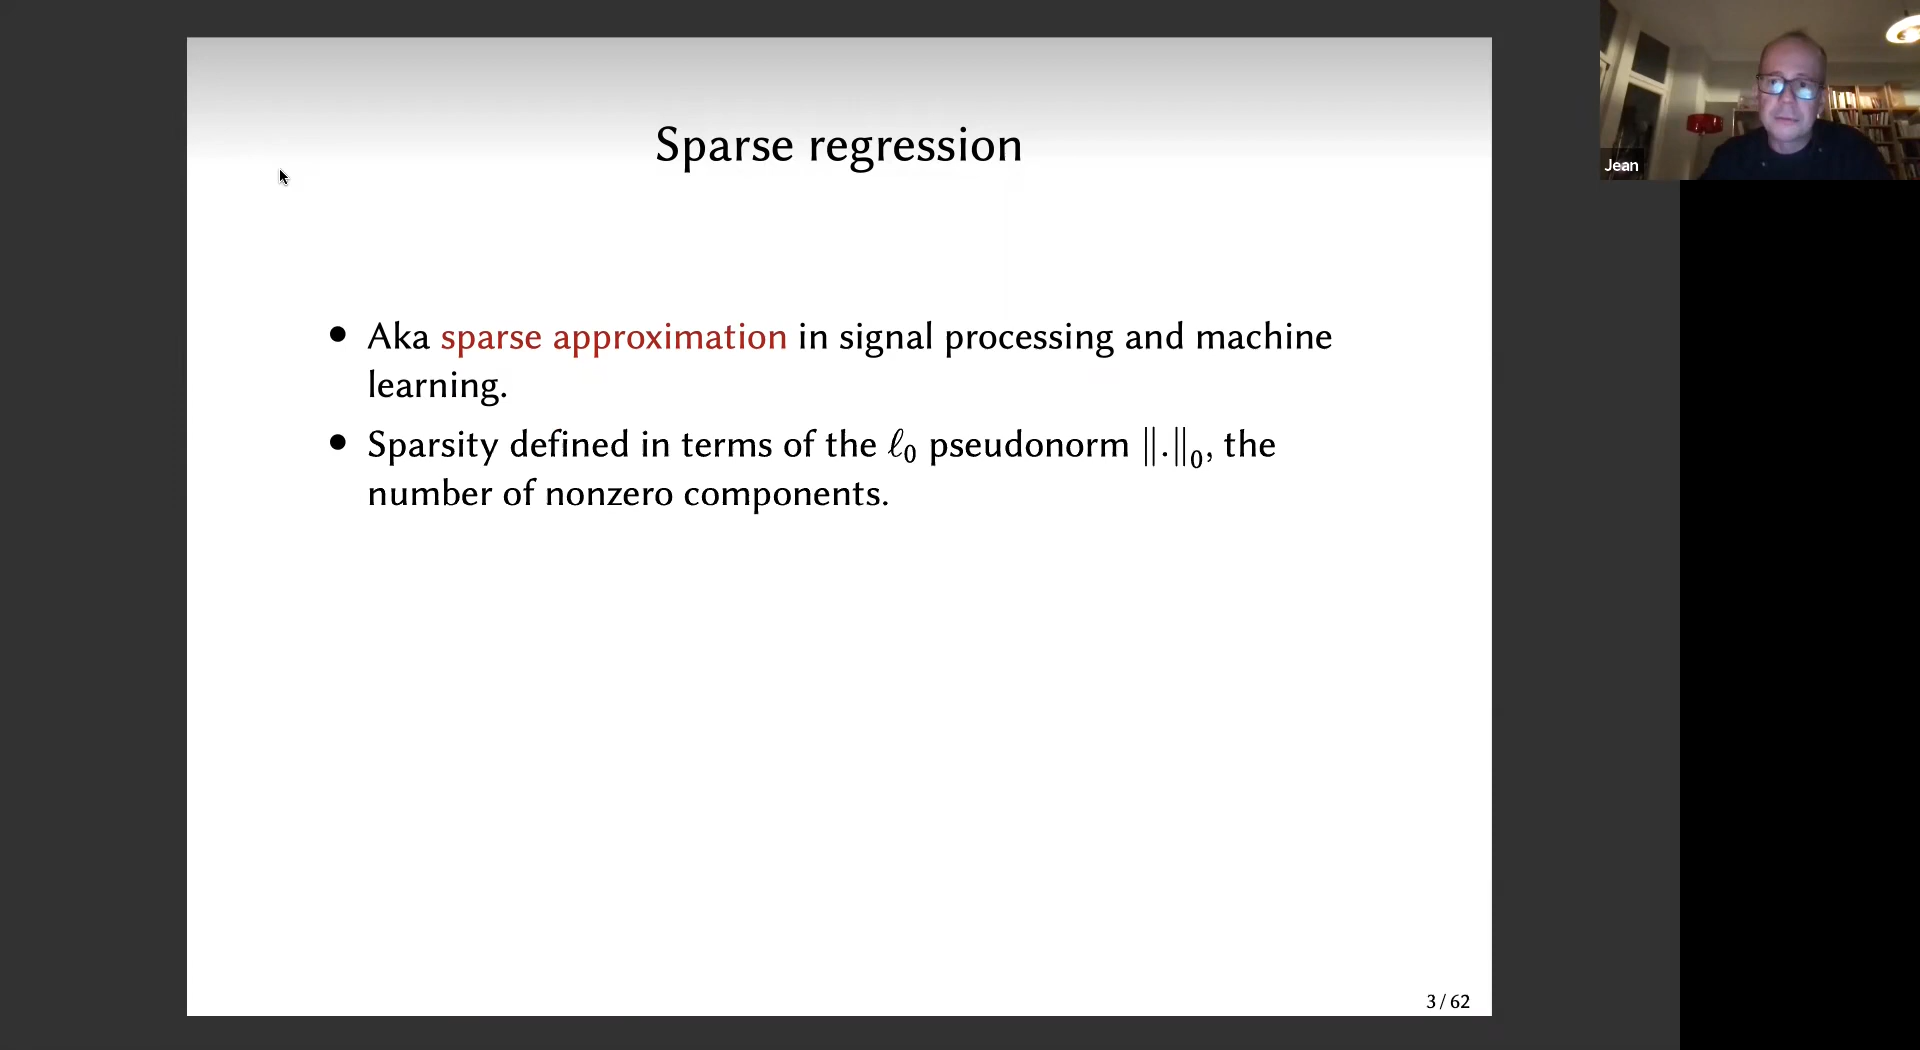 Sparse regression
• Aka sparse approximation in signal processing and machine
learning.
• Sparsity defined in terms of the ℓ₀ pseudonorm ‖.‖₀, the
number of nonzero components.
3 / 62
Jean